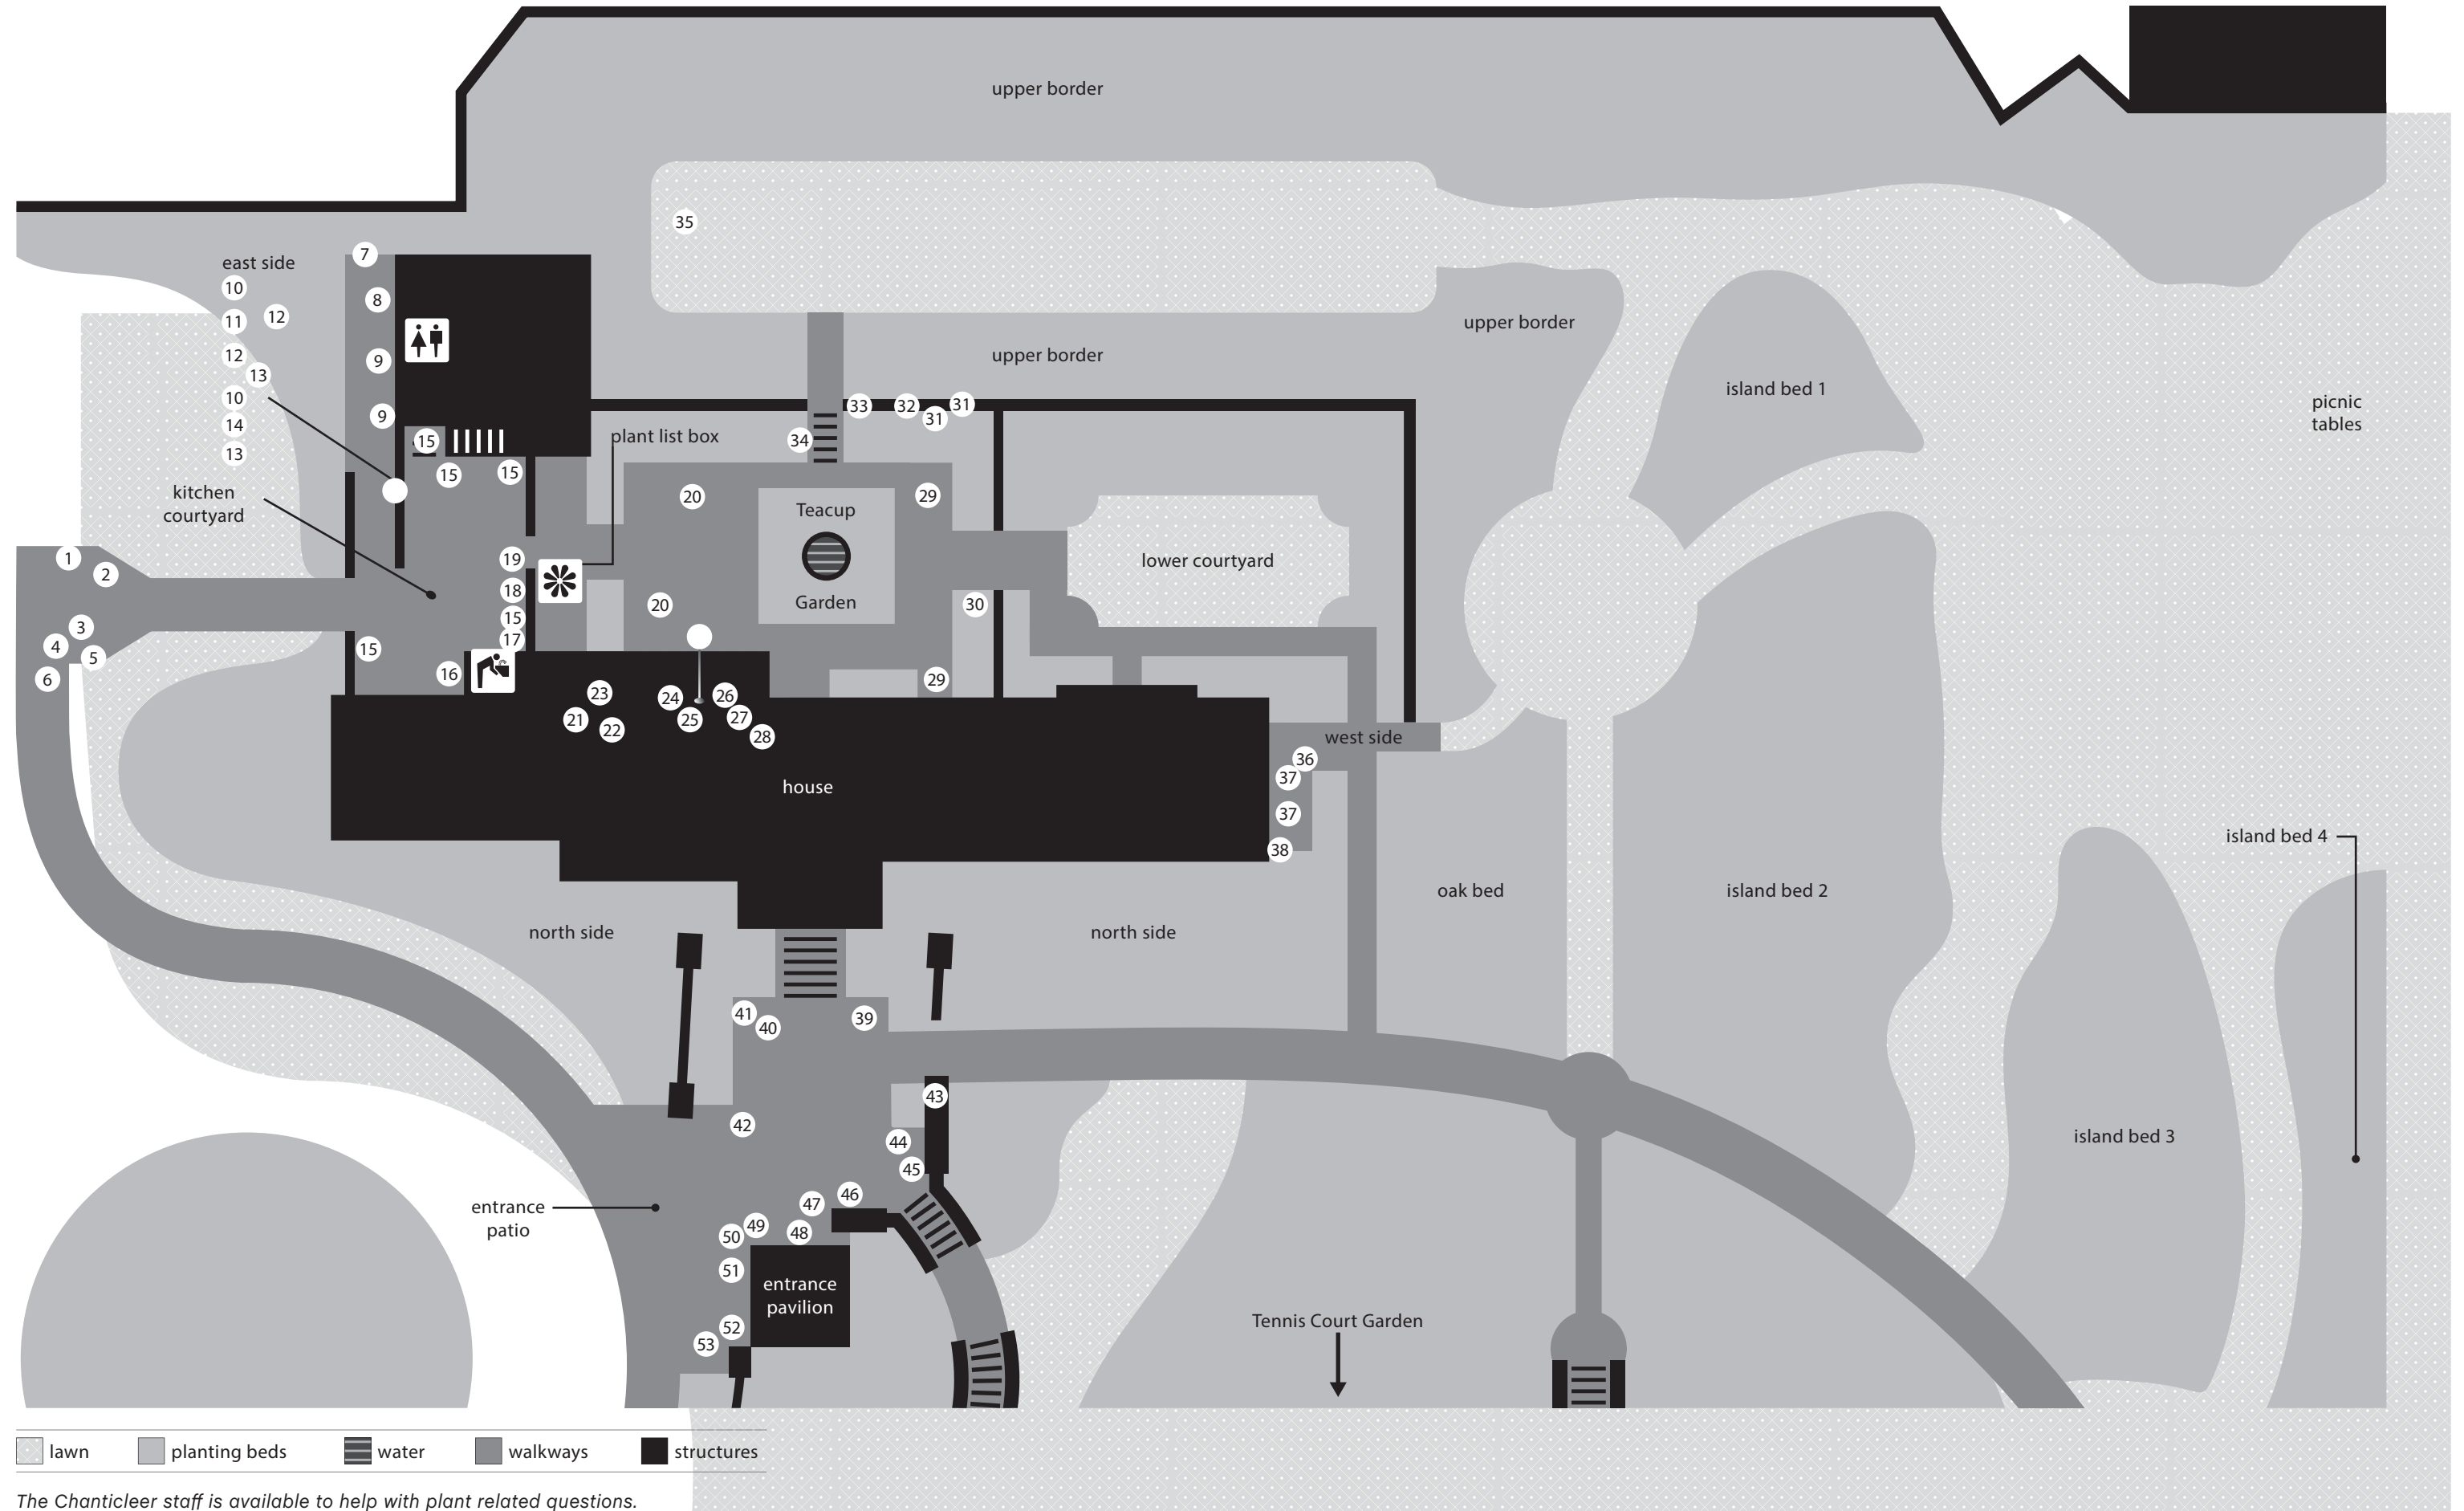 upper border
35
7
east side
10
8
11
12
upper border
12
upper border
9
13
island bed 1
10
picnic
tables
9
33
32
31
31
14
15
plant list box
34
13
15
15
kitchen
courtyard
20
29
Teacup
1
19
lower courtyard
2
18
20
Garden
30
15
3
17
4
15
5
16
29
6
23
24
26
21
25
27
22
28
west side
36
37
house
37
island bed 4
38
oak bed
island bed 2
north side
north side
41
40
39
43
42
44
island bed 3
45
46
47
entrance
patio
49
50
48
51
entrance
pavilion
Tennis Court Garden
52
53
lawn
planting beds
water
walkways
structures
The Chanticleer staff is available to help with plant related questions.